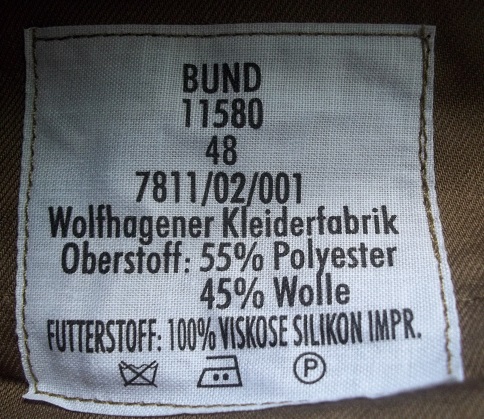 BUND
11580
48
7811/02/001
Wolfhagener Kleiderfabrik
Oberstoff: 55% Polyester
45% Wolle
FUTTERSTOFF: 100% VISKOSE SILIKON IMPR.
P